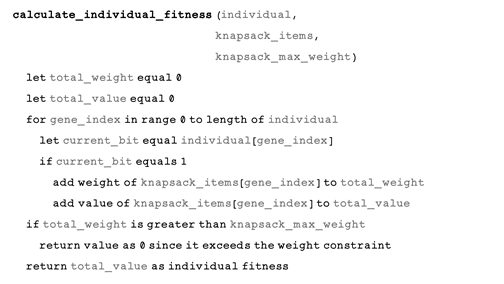 calculate_individual_fitness (individual,
knapsack_items,
knapsack_max_weight)
let total_weight equal 0
let total_value equal 0
for gene_index in range 0 to length of individual
let current_bit equal individual[gene_index]
if current_bit equals 1
add weight of knapsack_items[gene_index] to total_weight
add value of knapsack_items[gene_index] to total_value
if total_weight is greater than knapsack_max_weight
return value as 0 since it exceeds the weight constraint
return total_value as individual fitness